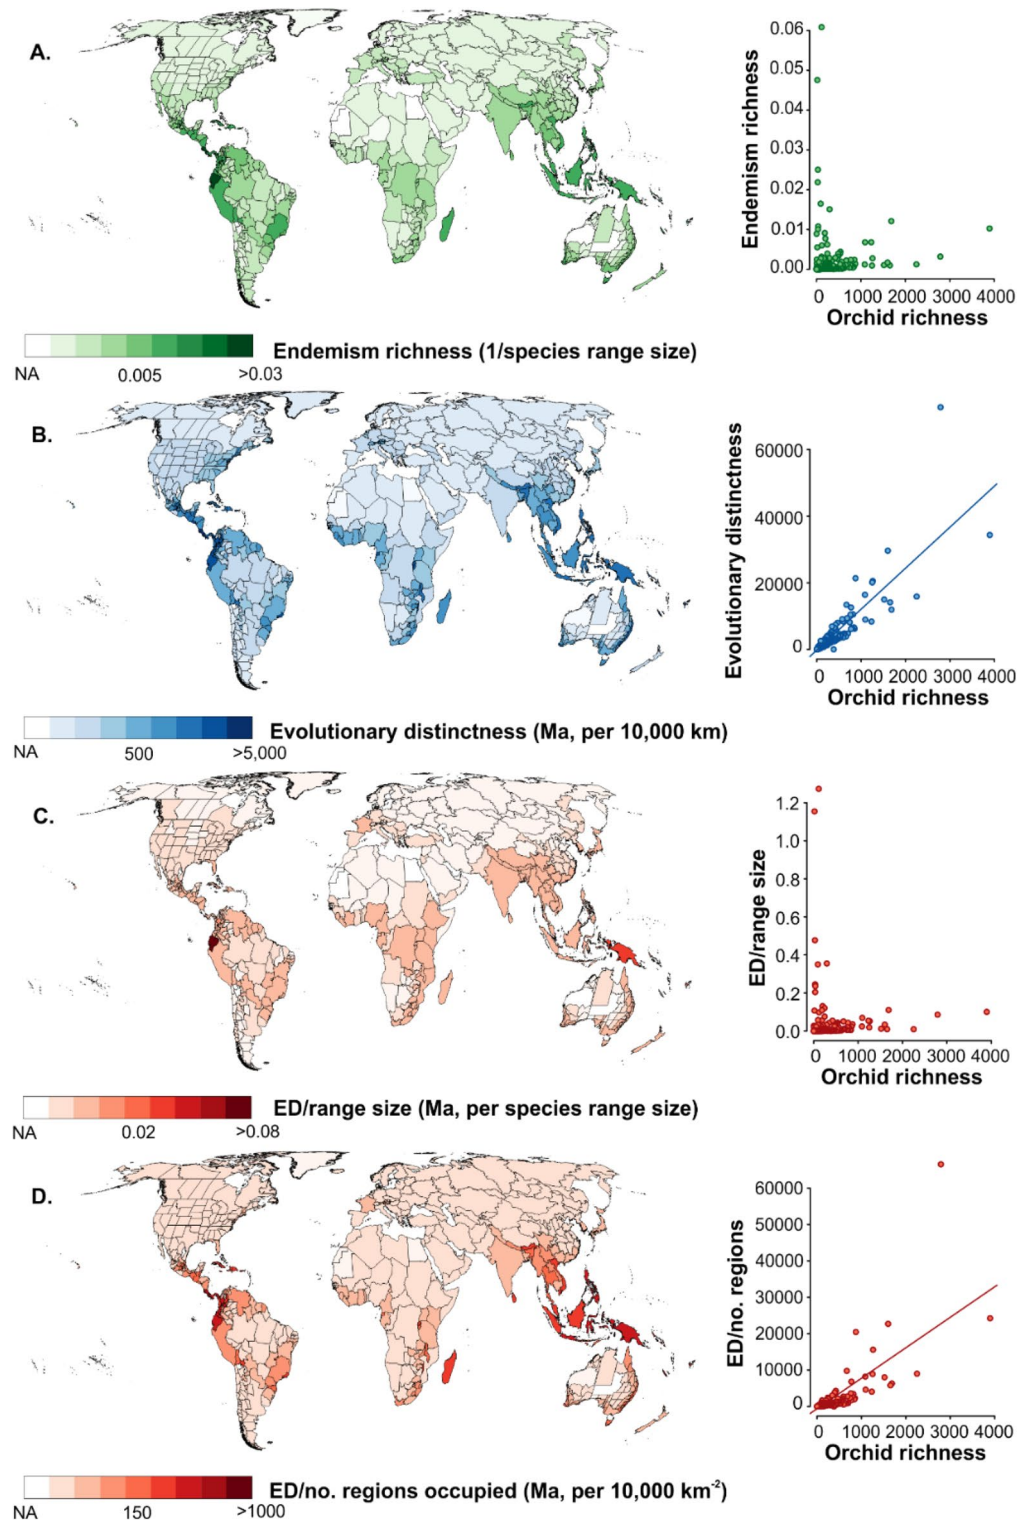 A.
NA
0.005
>0.03
Endemism richness (1/species range size)
Endemism richness
0.06
0.05
0.04
0.03
0.02
0.01
0.00
0 1000 2000 3000 4000
Orchid richness
B.
NA
500
>5,000
Evolutionary distinctness (Ma, per 10,000 km)
Evolutionary distinctness
60000
40000
20000
0
0 1000 2000 3000 4000
Orchid richness
C.
NA
0.02
>0.08
ED/range size (Ma, per species range size)
ED/range size
1.2
1.0
0.8
0.6
0.4
0.2
0.0
0 1000 2000 3000 4000
Orchid richness
D.
NA
150
>1000
ED/no. regions occupied (Ma, per 10,000 km⁻²)
ED/no. regions
60000
50000
40000
30000
20000
10000
0
0 1000 2000 3000 4000
Orchid richness